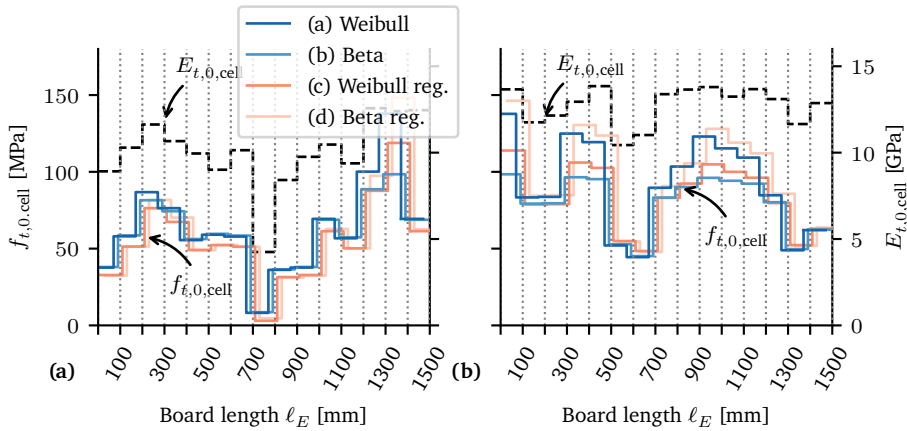 (a) Weibull
(b) Beta
(c) Weibull reg.
(d) Beta reg.
f_{t,0,cell} [MPa]
150
100
50
0
E_{t,0,cell}
f_{t,0,cell}
100
300
500
700
900
1100
1300
1500
(a)
Board length ℓ_E [mm]
E_{t,0,cell}
f_{t,0,cell}
100
300
500
700
900
1100
1300
1500
(b)
Board length ℓ_E [mm]
15
10
5
0
E_{t,0,cell} [GPa]